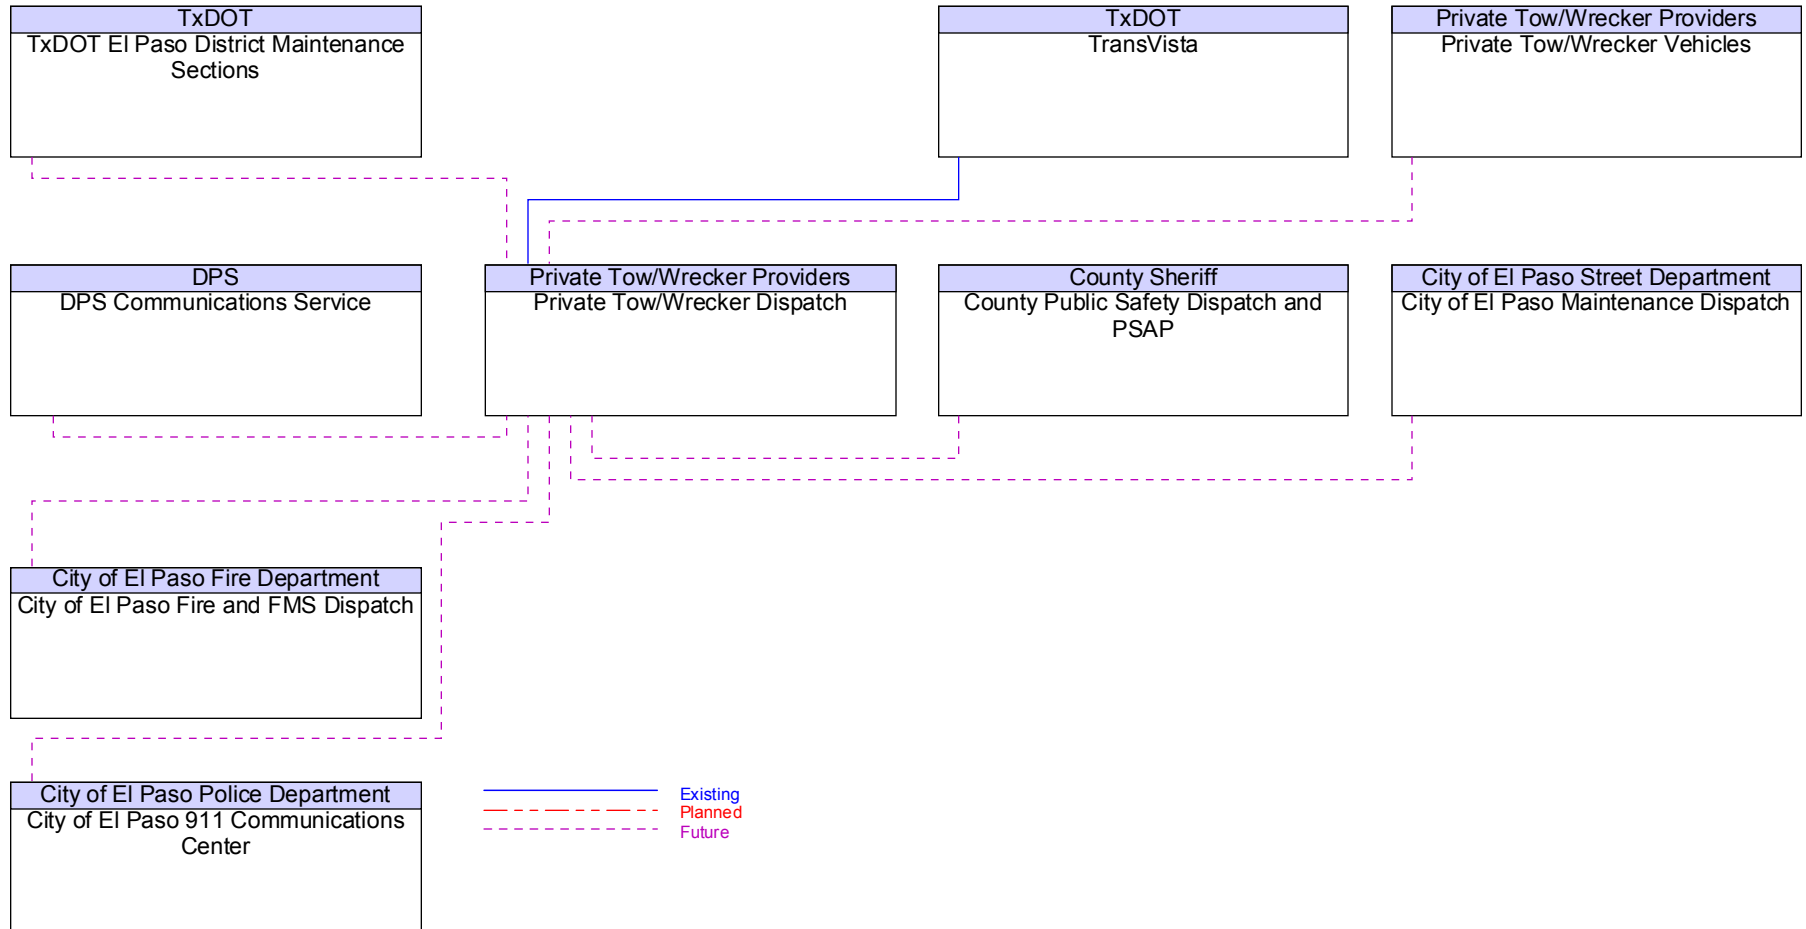 TxDOT
TxDOT El Paso District Maintenance
Sections
TxDOT
TransVista
Private Tow/Wrecker Providers
Private Tow/Wrecker Vehicles
DPS
DPS Communications Service
Private Tow/Wrecker Providers
Private Tow/Wrecker Dispatch
County Sheriff
County Public Safety Dispatch and
PSAP
City of El Paso Street Department
City of El Paso Maintenance Dispatch
City of El Paso Fire Department
City of El Paso Fire and FMS Dispatch
City of El Paso Police Department
City of El Paso 911 Communications
Center
Existing
Planned
Future